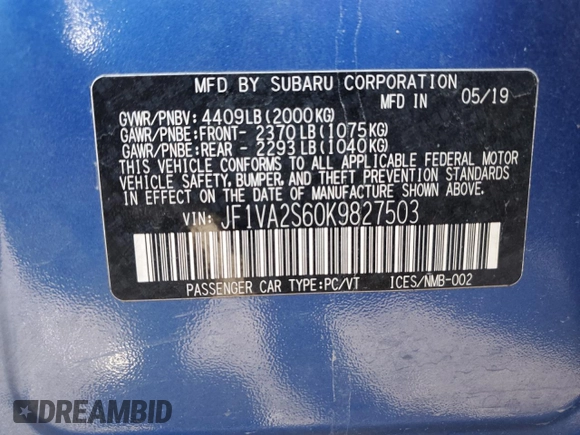 MFD BY SUBARU CORPORATION
MFD IN 05/19
GVWR/PNBV: 4409LB(2000KG)
GAWR/PNBE:FRONT- 2370LB(1075KG)
GAWR/PNBE:REAR - 2293LB(1040KG)
THIS VEHICLE CONFORMS TO ALL APPLICABLE FEDERAL MOTOR
VEHICLE SAFETY, BUMPER, AND THEFT PREVENTION STANDARDS
IN EFFECT ON THE DATE OF MANUFACTURE SHOWN ABOVE.
VIN: JF1VA2S60K9827503
PASSENGER CAR TYPE:PC/VT ICES/NMB-002
DREAMBID